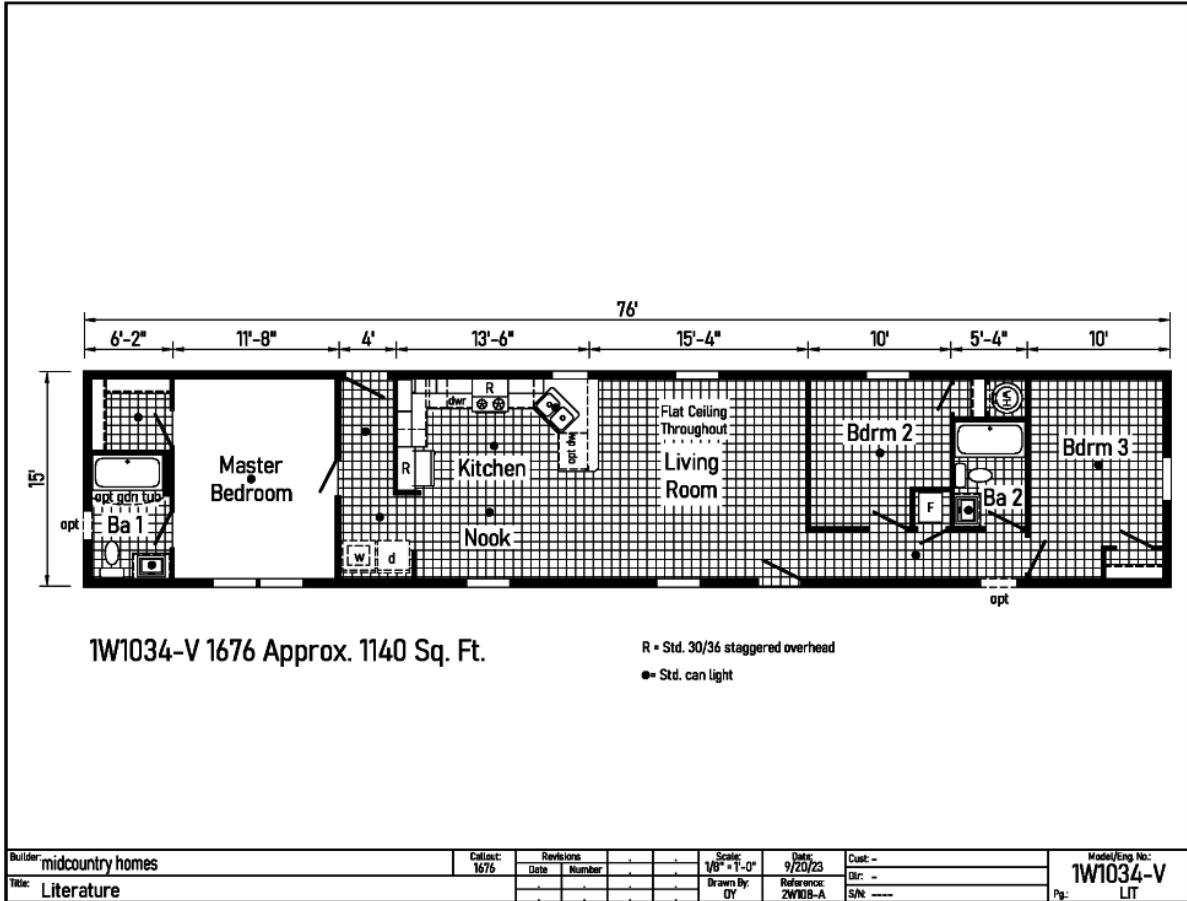 76'
6'-2" 11'-8" 4' 13'-6" 15'-4" 10' 5'-4" 10'
15'
R
dwr
Flat Ceiling
Throughout
WH
Bdrm 2
Bdrm 3
Master
Bedroom
R
Kitchen
opt dw
Living
Room
opt gdn tub
opt
Ba 1
Nook
F
Ba 2
w
d
opt
1W1034-V 1676 Approx. 1140 Sq. Ft.
R = Std. 30/36 staggered overhead
●= Std. can light
Builder: midcountry homes
Title: Literature
Callout:
1676
Revisions
Date Number
Scale:
1/8" = 1'-0"
Drawn By:
OY
Date:
9/20/23
Reference:
2W108-A
Cust: -
Dlr: -
S/N: ----
Model/Eng. No.:
1W1034-V
Pg.: LIT